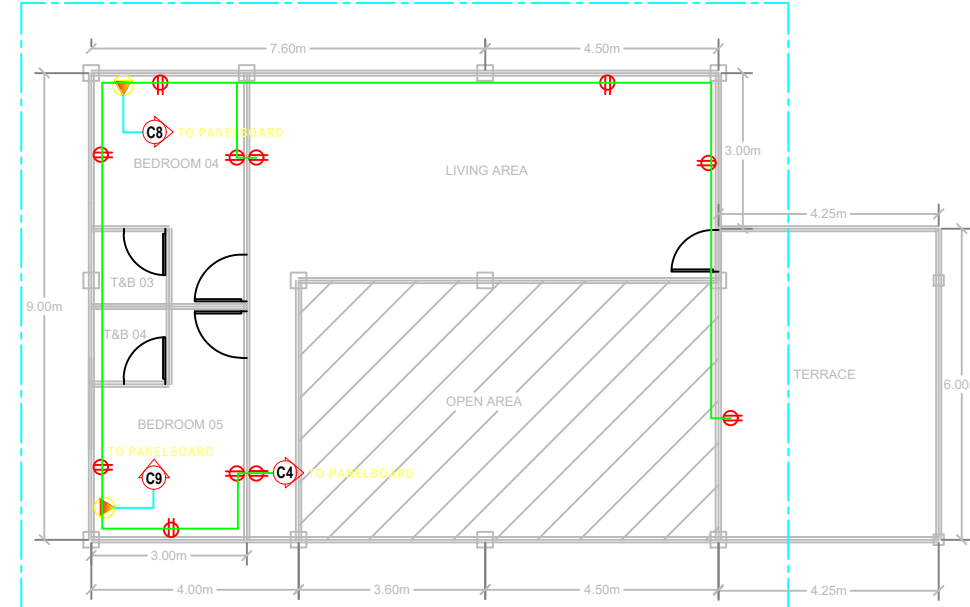 7.60m
4.50m
C8
TO PANELBOARD
BEDROOM 04
LIVING AREA
3.00m
4.25m
T&B 03
9.00m
T&B 04
TERRACE
6.00
OPEN AREA
BEDROOM 05
TO PANELBOARD
C9
C4
TO PANELBOARD
3.00m
4.00m
3.60m
4.50m
4.25m